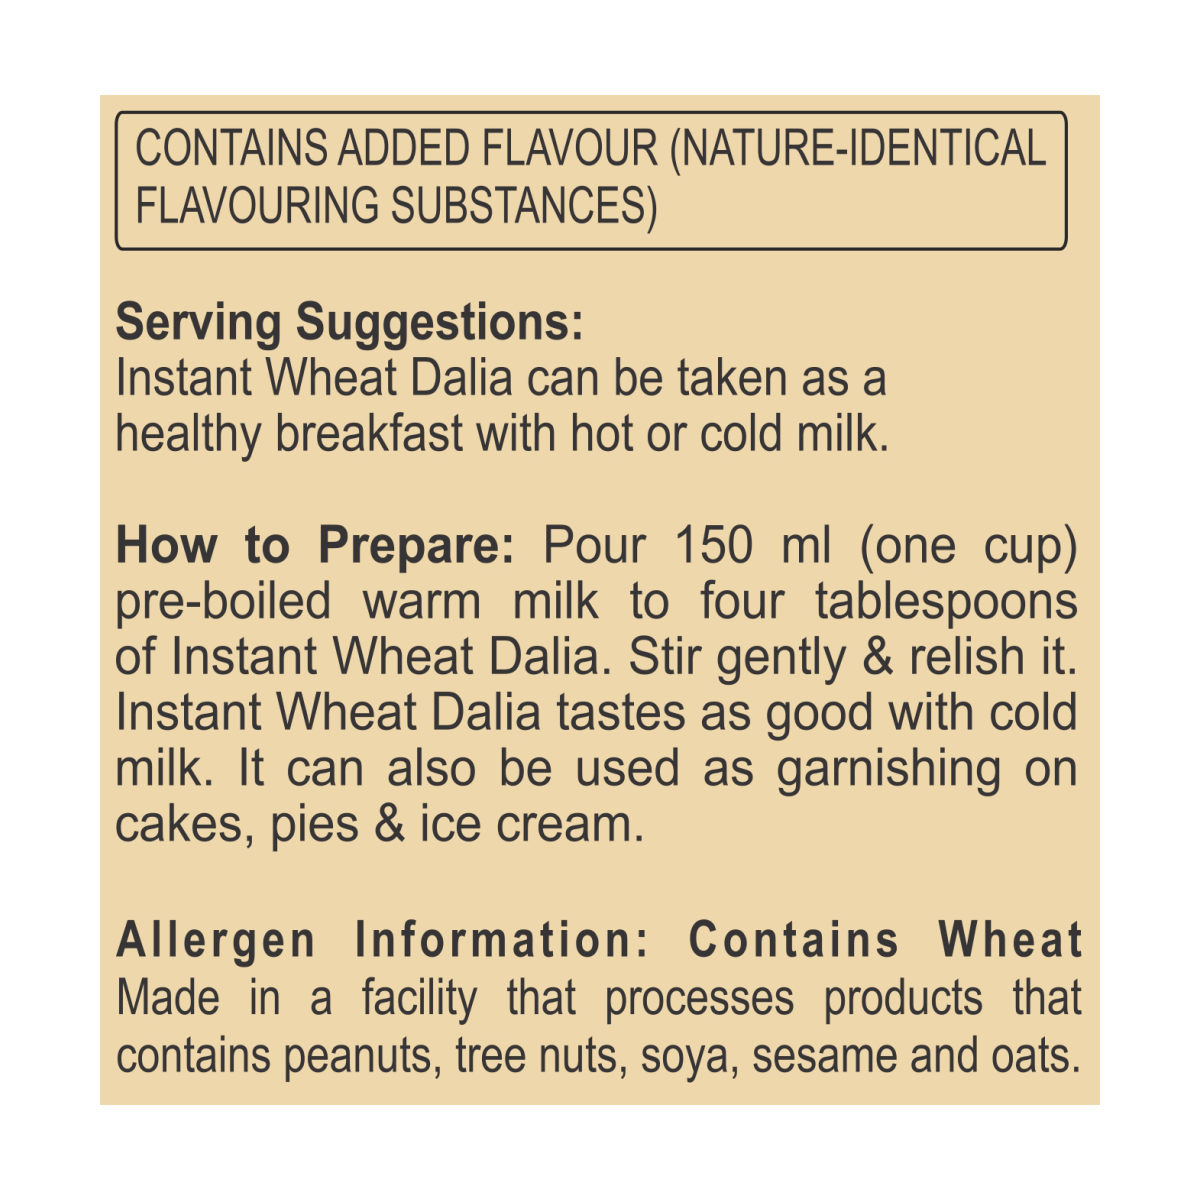 CONTAINS ADDED FLAVOUR (NATURE-IDENTICAL
FLAVOURING SUBSTANCES)
Serving Suggestions:
Instant Wheat Dalia can be taken as a
healthy breakfast with hot or cold milk.
How to Prepare: Pour 150 ml (one cup)
pre-boiled warm milk to four tablespoons
of Instant Wheat Dalia. Stir gently & relish it.
Instant Wheat Dalia tastes as good with cold
milk. It can also be used as garnishing on
cakes, pies & ice cream.
Allergen Information: Contains Wheat
Made in a facility that processes products that
contains peanuts, tree nuts, soya, sesame and oats.